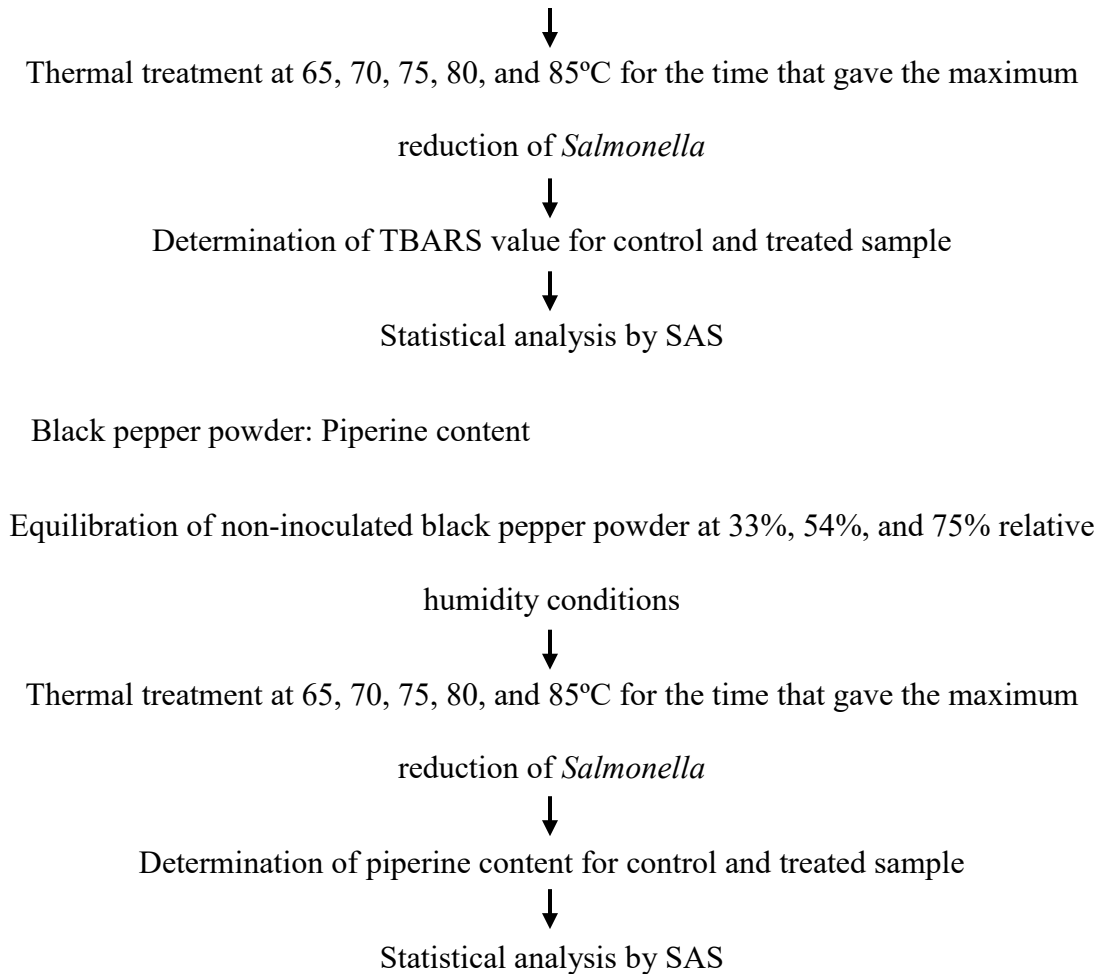 Thermal treatment at 65, 70, 75, 80, and 85ºC for the time that gave the maximum
reduction of Salmonella
Determination of TBARS value for control and treated sample
Statistical analysis by SAS
Black pepper powder: Piperine content
Equilibration of non-inoculated black pepper powder at 33%, 54%, and 75% relative
humidity conditions
Thermal treatment at 65, 70, 75, 80, and 85ºC for the time that gave the maximum
reduction of Salmonella
Determination of piperine content for control and treated sample
Statistical analysis by SAS